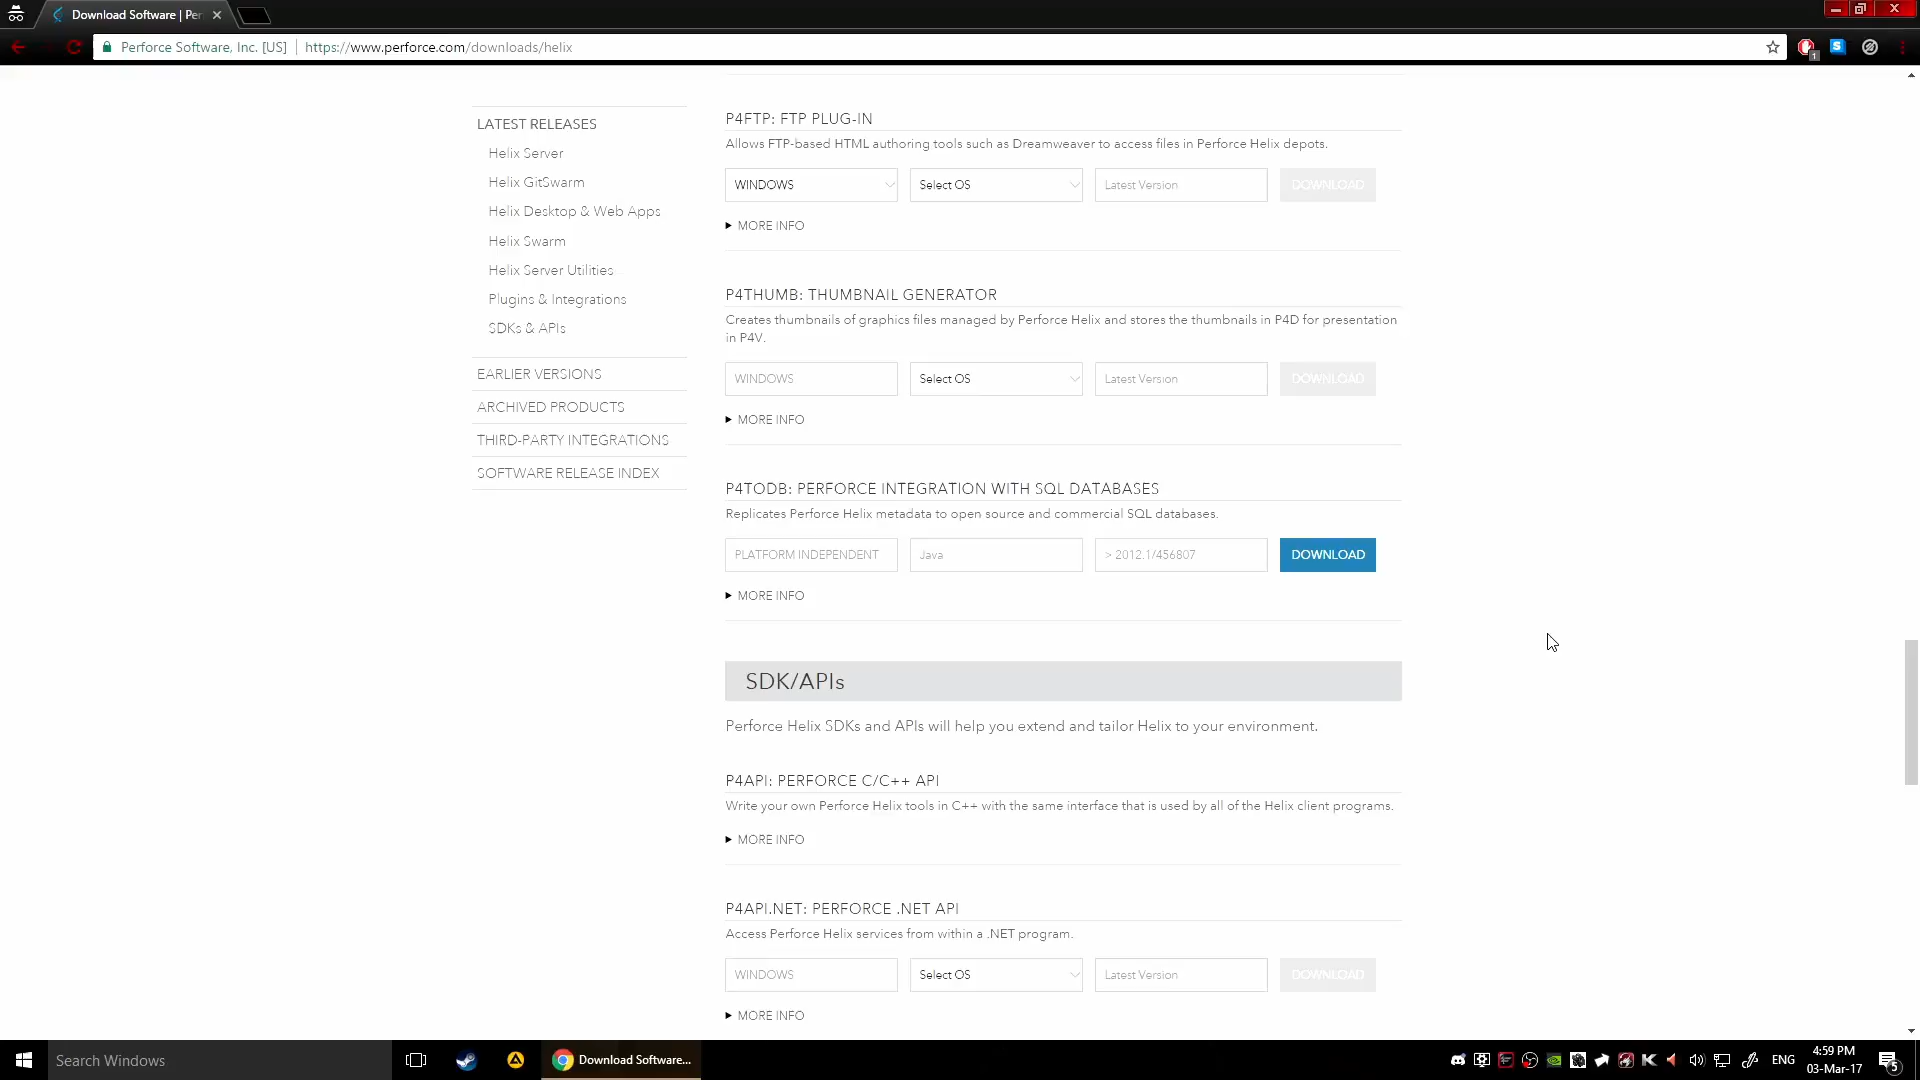 Download Software | Per
Perforce Software, Inc. [US]
https://www.perforce.com/downloads/helix
1
S
LATEST RELEASES
Helix Server
Helix GitSwarm
Helix Desktop & Web Apps
Helix Swarm
Helix Server Utilities
Plugins & Integrations
SDKs & APIs
EARLIER VERSIONS
ARCHIVED PRODUCTS
THIRD-PARTY INTEGRATIONS
SOFTWARE RELEASE INDEX
P4FTP: FTP PLUG-IN
Allows FTP-based HTML authoring tools such as Dreamweaver to access files in Perforce Helix depots.
WINDOWS Select OS Latest Version DOWNLOAD
MORE INFO
P4THUMB: THUMBNAIL GENERATOR
Creates thumbnails of graphics files managed by Perforce Helix and stores the thumbnails in P4D for presentation
in P4V.
WINDOWS Select OS Latest Version DOWNLOAD
MORE INFO
P4TODB: PERFORCE INTEGRATION WITH SQL DATABASES
Replicates Perforce Helix metadata to open source and commercial SQL databases.
PLATFORM INDEPENDENT Java > 2012.1/456807 DOWNLOAD
MORE INFO
SDK/APIs
Perforce Helix SDKs and APIs will help you extend and tailor Helix to your environment.
P4API: PERFORCE C/C++ API
Write your own Perforce Helix tools in C++ with the same interface that is used by all of the Helix client programs.
MORE INFO
P4API.NET: PERFORCE .NET API
Access Perforce Helix services from within a .NET program.
WINDOWS Select OS Latest Version DOWNLOAD
MORE INFO
Search Windows
Download Software...
ENG
4:59 PM
03-Mar-17
5